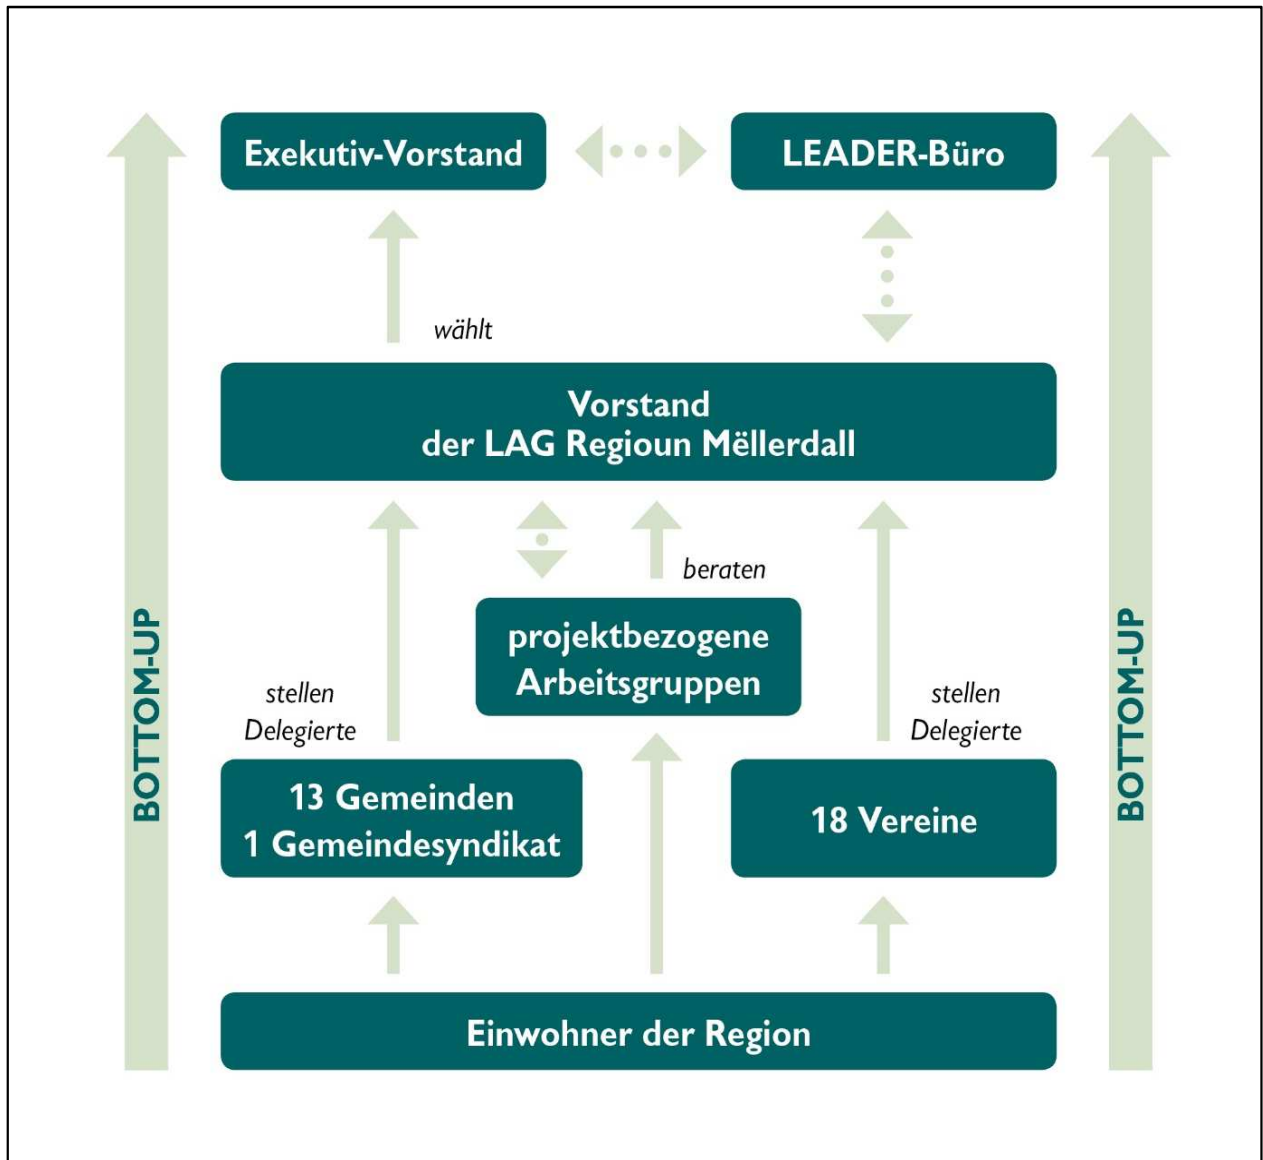 Exekutiv-Vorstand
LEADER-Büro
wählt
Vorstand
der LAG Regioun Mëllerdall
beraten
projektbezogene
Arbeitsgruppen
stellen
Delegierte
stellen
Delegierte
13 Gemeinden
1 Gemeindesyndikat
18 Vereine
Einwohner der Region
BOTTOM-UP
BOTTOM-UP